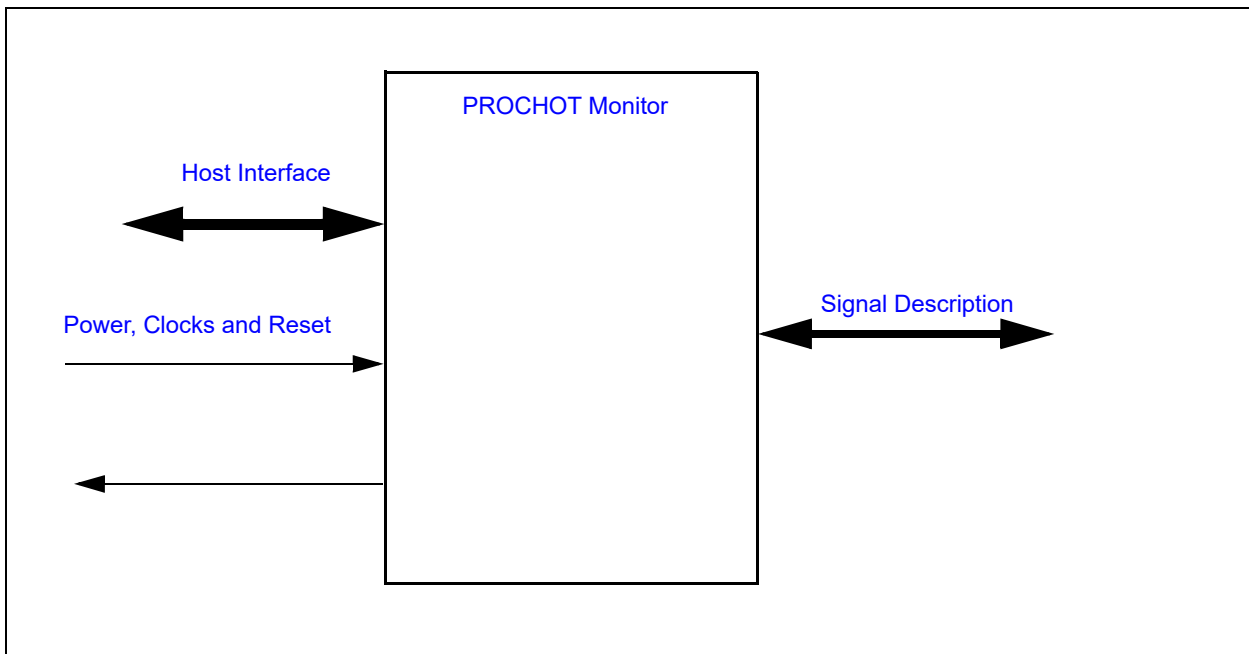 PROCHOT Monitor
Host Interface
Signal Description
Power, Clocks and Reset